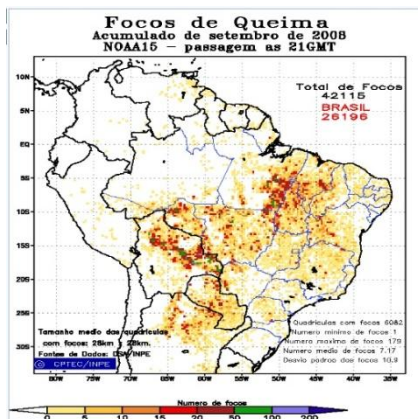 Focos de Queima
Acumulado de setembro de 2008
NOAA15 – passagem as 21GMT
Total de Focos
42115
BRASIL
26196
10N
5N
EQ
5S
10S
15S
20S
25S
30S
Quadriculas com focos 6082
Numero minimo de focos 1
Numero maximo de focos 179
Numero medio de focos 7.17
Desvio padrao dos focos 10.9
Tamanho medio das quadriculas
com focos: 28km x 28km.
Fontes de Dados: DSA/INPE
© CPTEC/INPE
80W 75W 70W 65W 60W 55W 50W 45W 40W 35W
Numero de focos
0 5 10 15 25 50 100 200